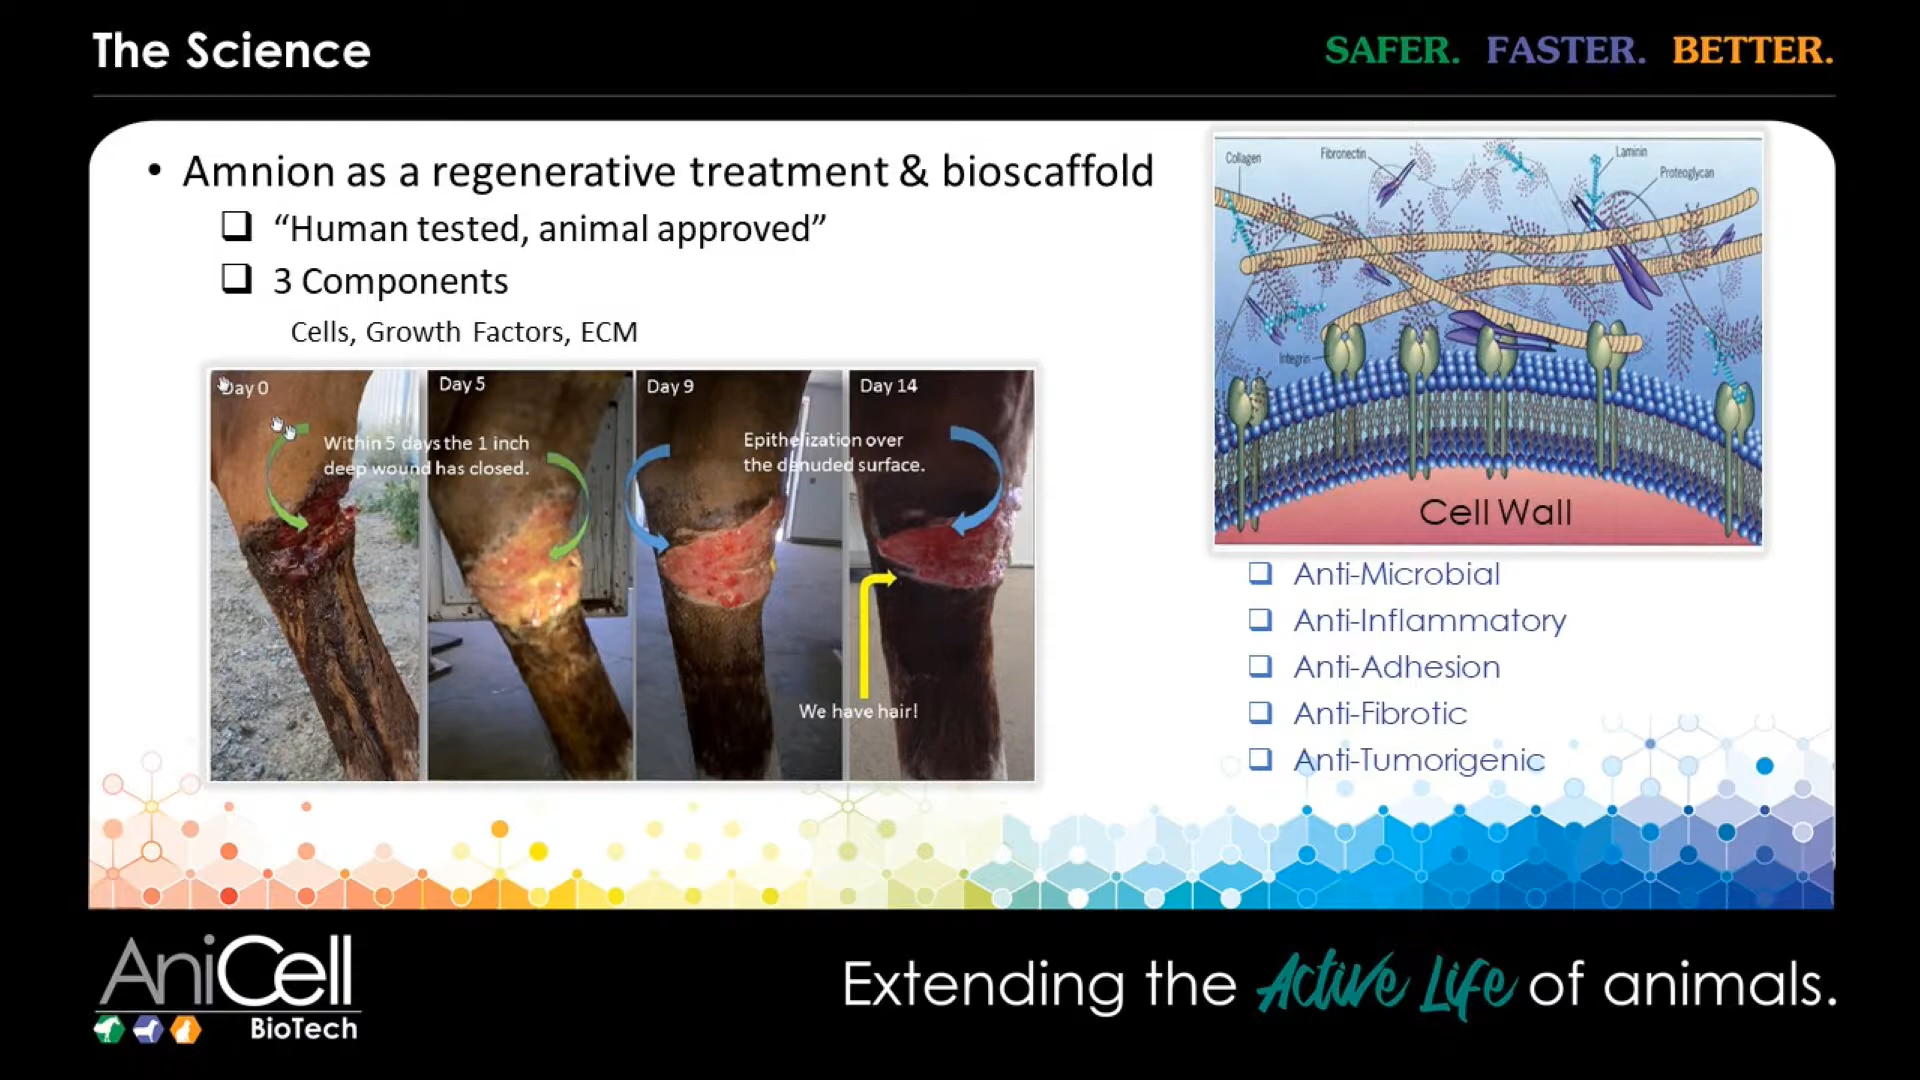 The Science
SAFER. FASTER. BETTER.
• Amnion as a regenerative treatment & bioscaffold
❑ “Human tested, animal approved”
❑ 3 Components
Cells, Growth Factors, ECM
Day 0
Day 5
Day 9
Day 14
Within 5 days the 1 inch
deep wound has closed.
Epithelization over
the denuded surface.
We have hair!
Collagen
Fibronectin
Laminin
Proteoglycan
Integrin
Cell Wall
❑ Anti-Microbial
❑ Anti-Inflammatory
❑ Anti-Adhesion
❑ Anti-Fibrotic
❑ Anti-Tumorigenic
AniCell
BioTech
Extending the Active Life of animals.